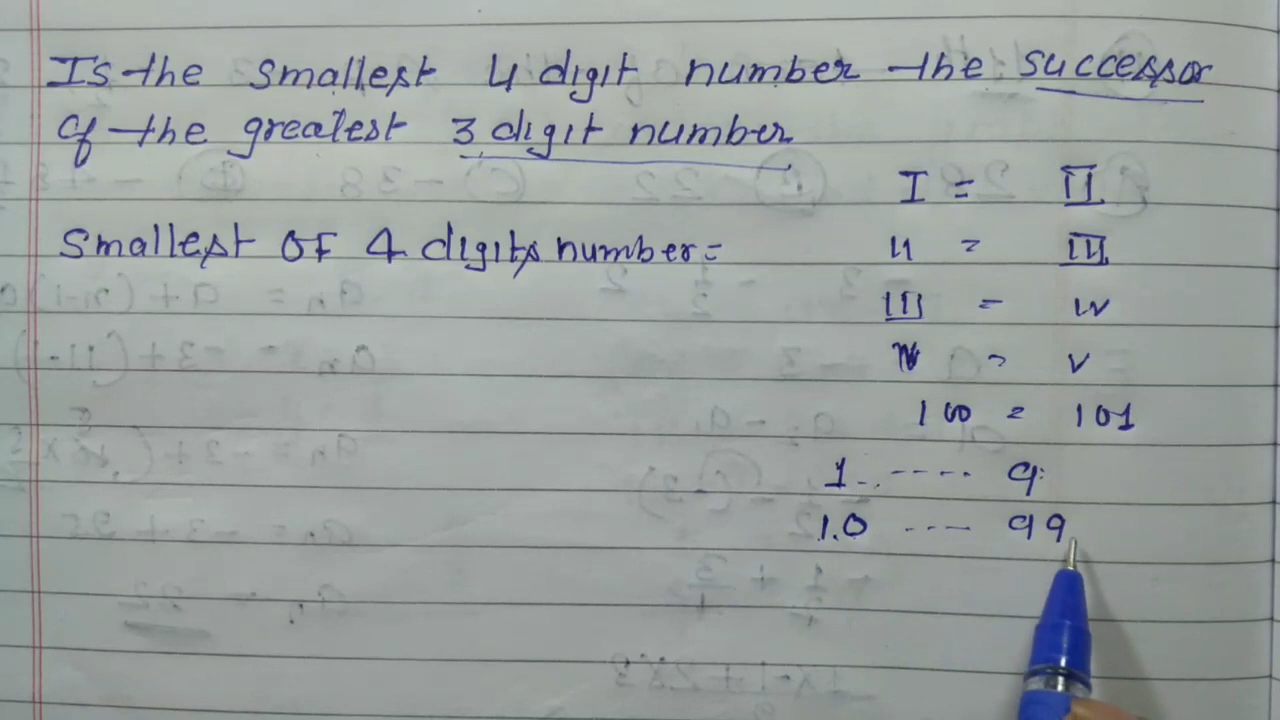 Is the smallest 4 digit number the successor
of the greatest 3 digit number
I = II
Smallest of 4 digits number =
II = III
III = IV
IV = V
100 = 101
1 ..... 9
10 .... 99